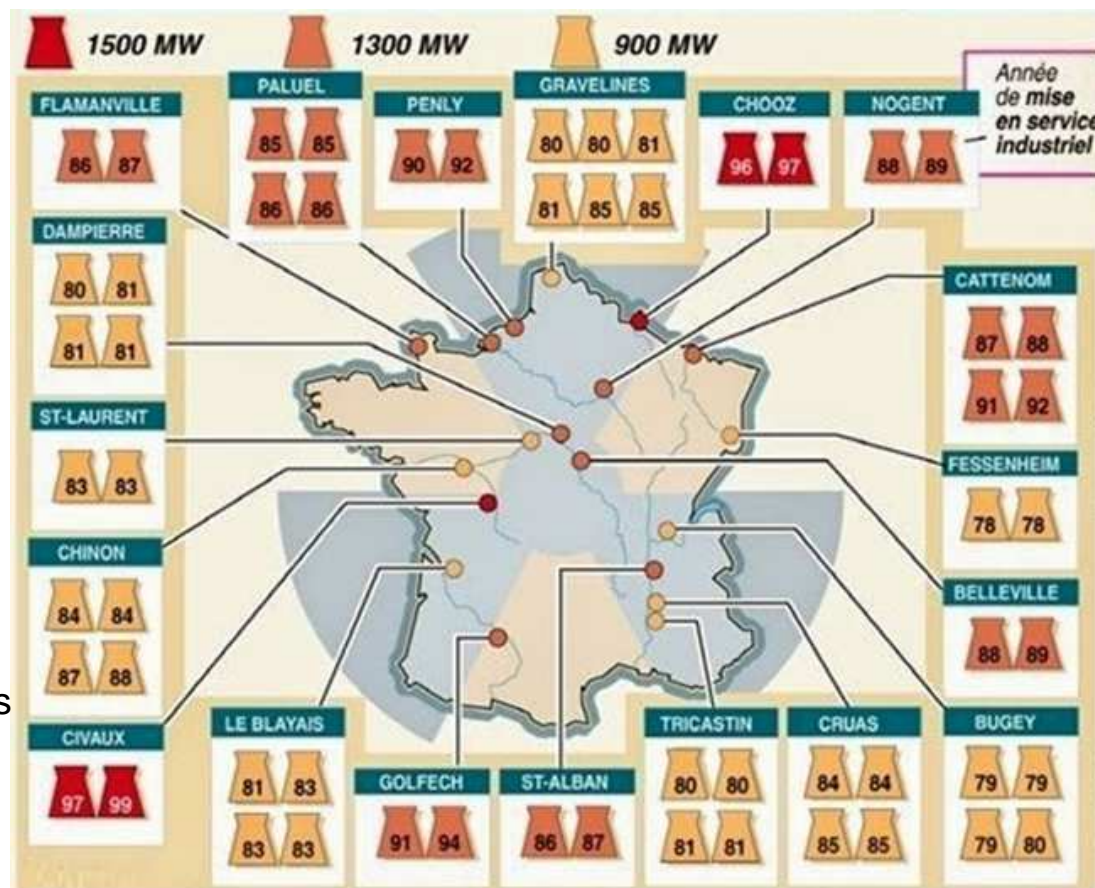 1500 MW
1300 MW
900 MW
Année
de mise
en service
industriel
FLAMANVILLE
86 87
PALUEL
85 85
86 86
PENLY
90 92
GRAVELINES
80 80 81
81 85 85
CHOOZ
96 97
NOGENT
88 89
DAMPIERRE
80 81
81 81
CATTENOM
87 88
91 92
ST-LAURENT
83 83
FESSENHEIM
78 78
CHINON
84 84
87 88
BELLEVILLE
88 89
s
CIVAUX
97 99
LE BLAYAIS
81 83
83 83
GOLFECH
91 94
ST-ALBAN
86 87
TRICASTIN
80 80
81 81
CRUAS
84 84
85 85
BUGEY
79 79
79 80